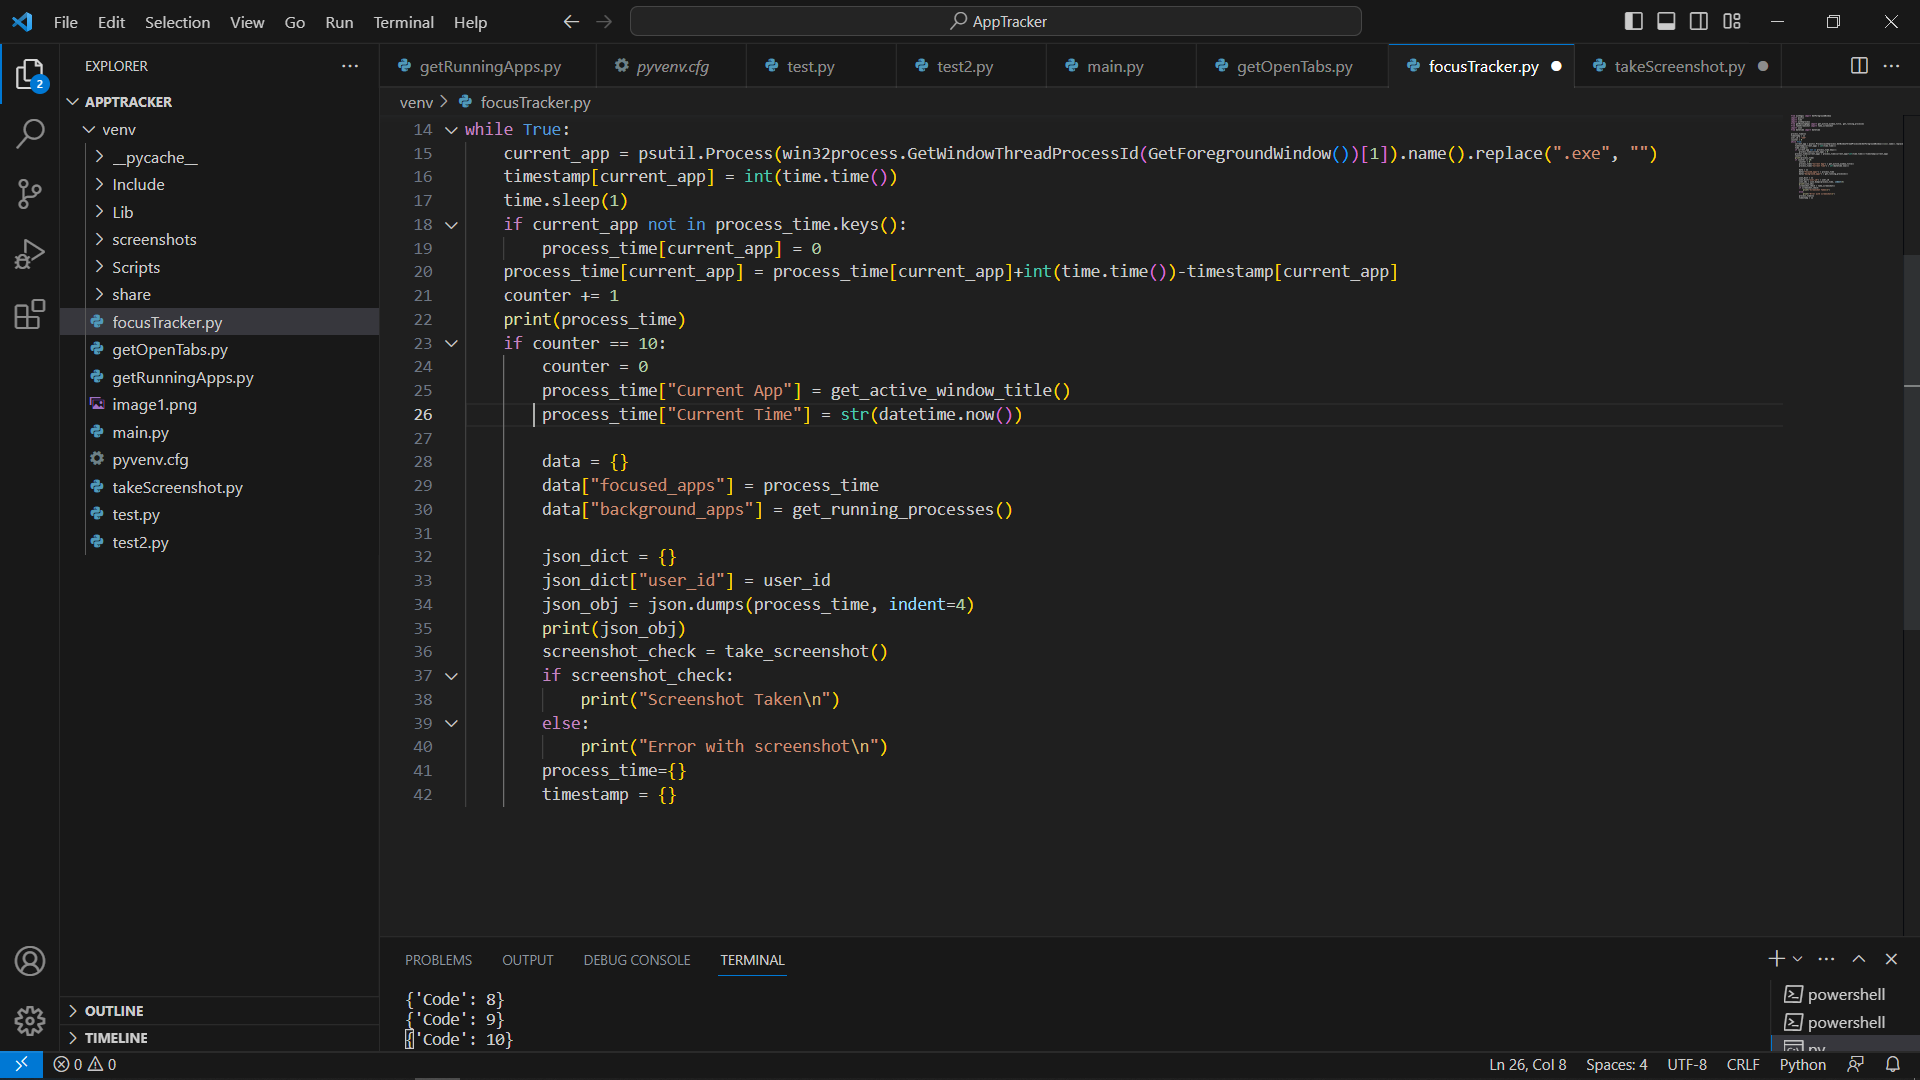 File Edit Selection View Go Run Terminal Help
AppTracker
2
EXPLORER
APPTRACKER
venv
__pycache__
Include
Lib
screenshots
Scripts
share
focusTracker.py
getOpenTabs.py
getRunningApps.py
image1.png
main.py
pyvenv.cfg
takeScreenshot.py
test.py
test2.py
OUTLINE
TIMELINE
getRunningApps.py pyvenv.cfg test.py test2.py main.py getOpenTabs.py focusTracker.py takeScreenshot.py
venv > focusTracker.py
14 while True:
15 current_app = psutil.Process(win32process.GetWindowThreadProcessId(GetForegroundWindow())[1]).name().replace(".exe", "")
16 timestamp[current_app] = int(time.time())
17 time.sleep(1)
18 if current_app not in process_time.keys():
19 process_time[current_app] = 0
20 process_time[current_app] = process_time[current_app]+int(time.time())-timestamp[current_app]
21 counter += 1
22 print(process_time)
23 if counter == 10:
24 counter = 0
25 process_time["Current App"] = get_active_window_title()
26 process_time["Current Time"] = str(datetime.now())
27
28 data = {}
29 data["focused_apps"] = process_time
30 data["background_apps"] = get_running_processes()
31
32 json_dict = {}
33 json_dict["user_id"] = user_id
34 json_obj = json.dumps(process_time, indent=4)
35 print(json_obj)
36 screenshot_check = take_screenshot()
37 if screenshot_check:
38 print("Screenshot Taken\n")
39 else:
40 print("Error with screenshot\n")
41 process_time={}
42 timestamp = {}
PROBLEMS OUTPUT DEBUG CONSOLE TERMINAL
{'Code': 8}
{'Code': 9}
{'Code': 10}
powershell
powershell
py
0 0
Ln 26, Col 8 Spaces: 4 UTF-8 CRLF Python